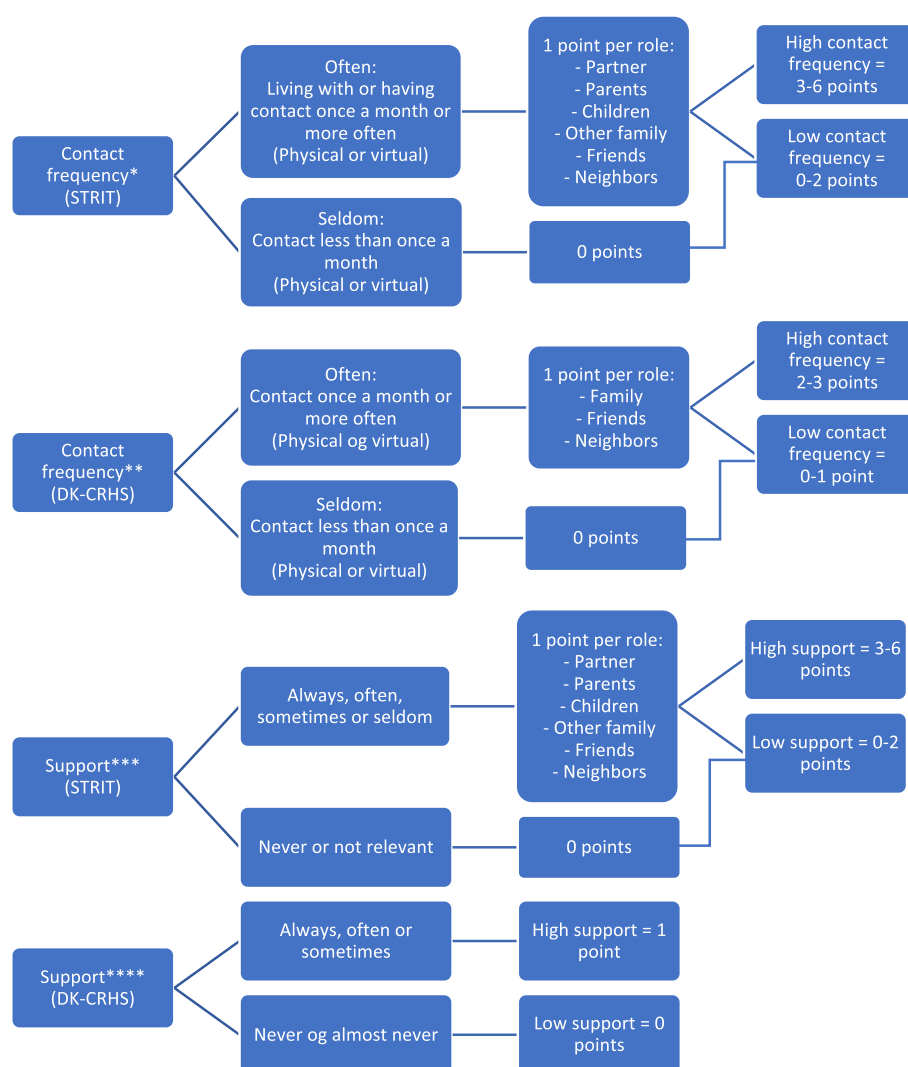 Contact
frequency*
(STRIT)
Often:
Living with or having
contact once a month or
more often
(Physical or virtual)
Seldom:
Contact less than once a
month
(Physical or virtual)
1 point per role:
- Partner
- Parents
- Children
- Other family
- Friends
- Neighbors
0 points
High contact
frequency =
3-6 points
Low contact
frequency =
0-2 points
Contact
frequency**
(DK-CRHS)
Often:
Contact once a month or
more often
(Physical og virtual)
Seldom:
Contact less than once a
month
(Physical or virtual)
1 point per role:
- Family
- Friends
- Neighbors
0 points
High contact
frequency =
2-3 points
Low contact
frequency =
0-1 point
Support***
(STRIT)
Always, often,
sometimes or seldom
Never or not relevant
1 point per role:
- Partner
- Parents
- Children
- Other family
- Friends
- Neighbors
0 points
High support = 3-6
points
Low support = 0-2
points
Support****
(DK-CRHS)
Always, often or
sometimes
Never og almost never
High support = 1
point
Low support = 0
points